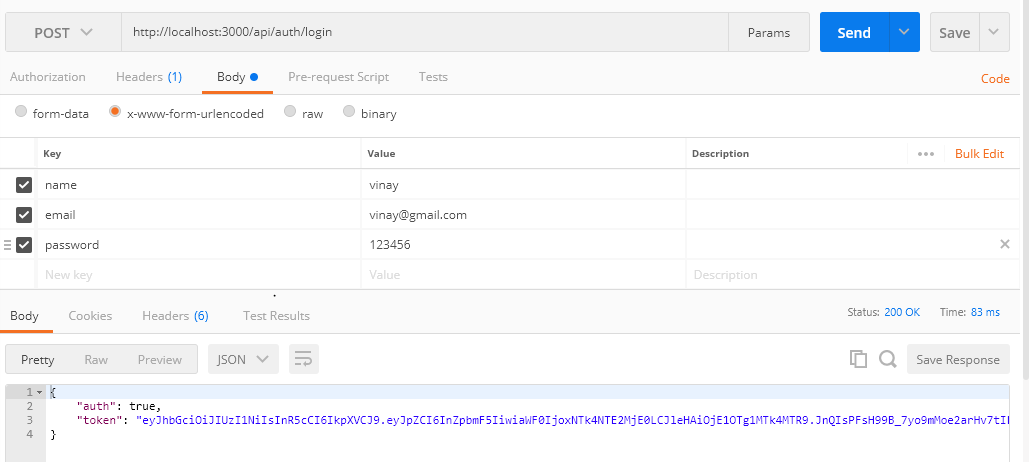 POST http://localhost:3000/api/auth/login Params Send Save
Authorization Headers (1) Body Pre-request Script Tests Code
form-data x-www-form-urlencoded raw binary
Key Value Description ••• Bulk Edit
name vinay
email vinay@gmail.com
password 123456
New key Value Description
Body Cookies Headers (6) Test Results Status: 200 OK Time: 83 ms
Pretty Raw Preview JSON Save Response
1 {
2 "auth": true,
3 "token": "eyJhbGciOiJIUzI1NiIsInR5cCI6IkpXVCJ9.eyJpZCI6InZpbmF5IiwiaWF0IjoxNTk4NTE2MjE0LCJleHAiOjE1OTg1MTk4MTR9.JnQIsPFsH99B_7yo9mMoe2arHv7tI
4 }